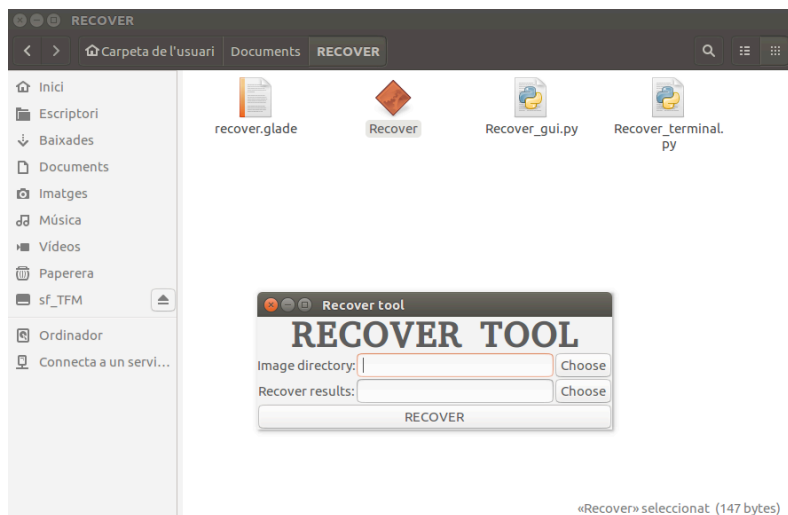 RECOVER
Carpeta de l'usuari Documents RECOVER
Inici
Escriptori
Baixades
Documents
Imatges
Música
Vídeos
Paperera
sf_TFM
Ordinador
Connecta a un servi...
recover.glade Recover Recover_gui.py Recover_terminal.
py
Recover tool
RECOVER TOOL
Image directory: Choose
Recover results: Choose
RECOVER
«Recover» seleccionat (147 bytes)